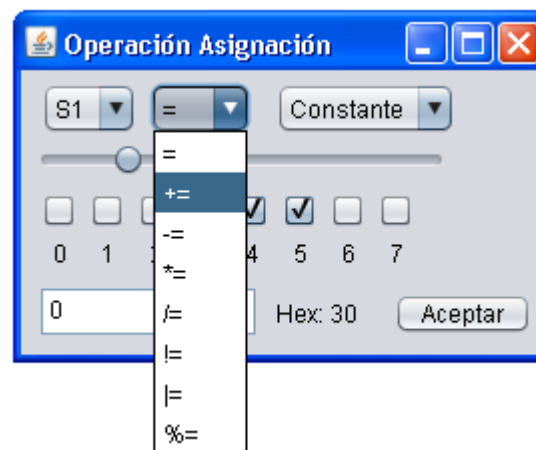 Operación Asignación
S1 = Constante
=
+=
-=
*=
/=
!=
|=
%=
0 1 4 5 6 7
0 Hex: 30 Aceptar